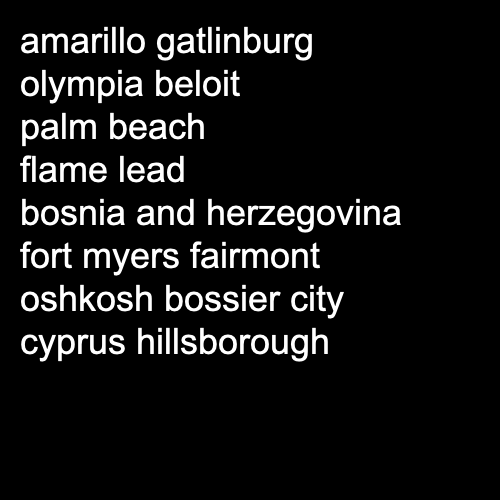 amarillo gatlinburg
olympia beloit
palm beach
flame lead
bosnia and herzegovina
fort myers fairmont
oshkosh bossier city
cyprus hillsborough